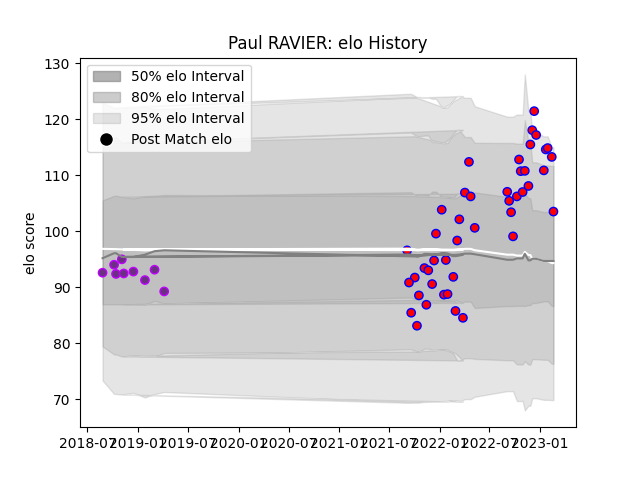 Paul RAVIER: elo History
130
120
110
100
90
80
70
elo score
50% elo Interval
80% elo Interval
95% elo Interval
Post Match elo
2018-07 2019-01 2019-07 2020-01 2020-07 2021-01 2021-07 2022-01 2022-07 2023-01